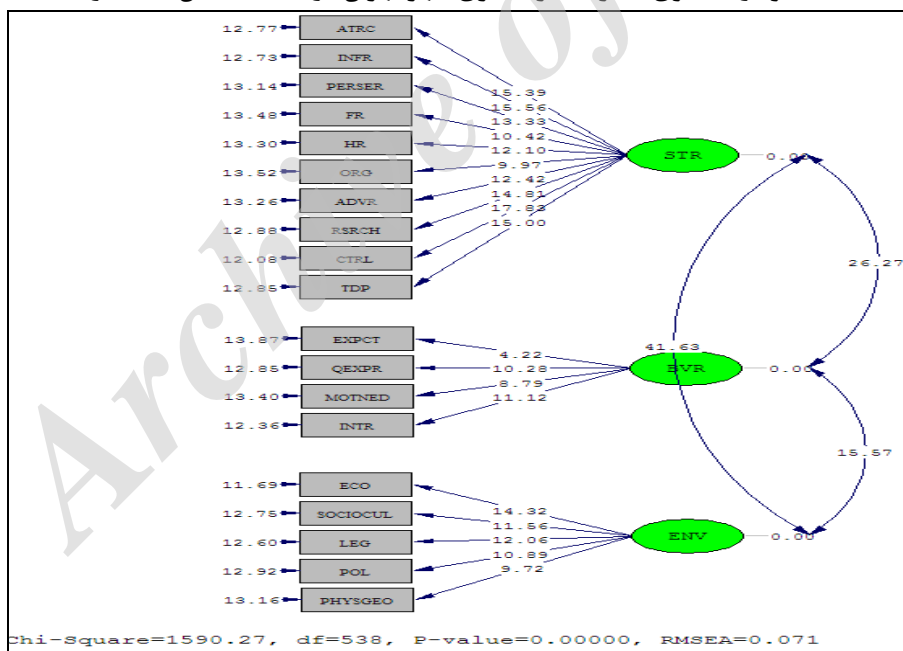 12.77 ATRC
12.73 INFR
13.14 PERSER
13.48 FR
13.30 HR
13.52 ORG
13.26 ADVR
12.88 RSRCH
12.08 CTRL
12.85 TDP
15.39
15.56
13.33
10.42
12.10
9.97
12.42
14.81
17.83
15.00
STR 0.00
26.27
13.87 EXPCT
12.85 QEXPR
13.40 MOTNED
12.36 INTR
4.22
10.28
8.79
11.12
41.63
BVR 0.00
15.57
11.69 ECO
12.75 SOCIOCUL
12.60 LEG
12.92 POL
13.16 PHYSGEO
14.32
11.56
12.06
10.89
9.72
ENV 0.00
Chi-Square=1590.27, df=538, P-value=0.00000, RMSEA=0.071
Archive of